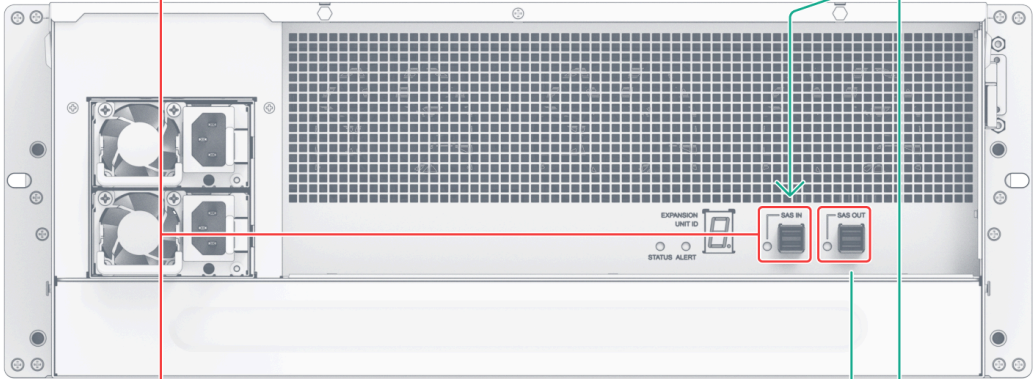 EXPANSION
UNIT ID
SAS IN
SAS OUT
STATUS ALERT